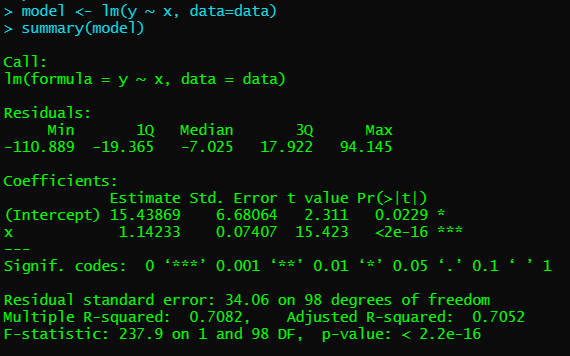 > model <- lm(y ~ x, data=data)
> summary(model)
Call:
lm(formula = y ~ x, data = data)
Residuals:
     Min       1Q   Median       3Q      Max
-110.889  -19.365   -7.025   17.922   94.145
Coefficients:
            Estimate Std. Error t value Pr(>|t|)
(Intercept) 15.43869    6.68064   2.311   0.0229 *
x            1.14233    0.07407  15.423   <2e-16 ***
---
Signif. codes:  0 ‘***’ 0.001 ‘**’ 0.01 ‘*’ 0.05 ‘.’ 0.1 ‘ ’ 1
Residual standard error: 34.06 on 98 degrees of freedom
Multiple R-squared:  0.7082,    Adjusted R-squared:  0.7052
F-statistic: 237.9 on 1 and 98 DF,  p-value: < 2.2e-16